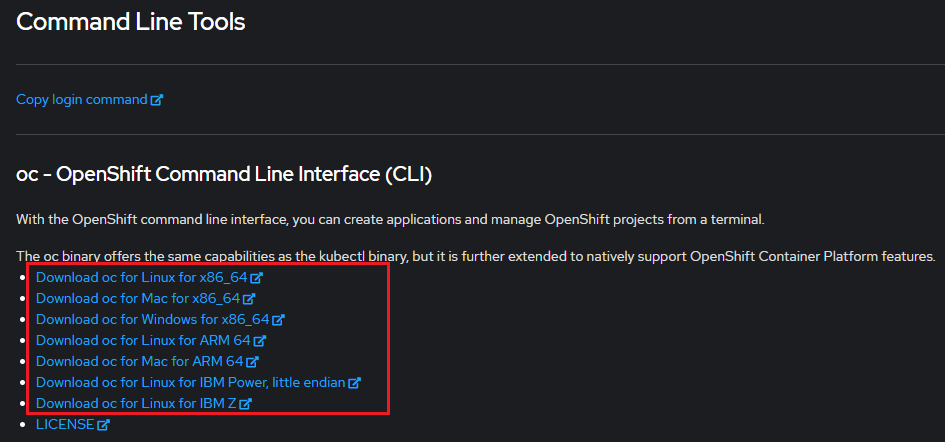 Command Line Tools
Copy login command
oc - OpenShift Command Line Interface (CLI)
With the OpenShift command line interface, you can create applications and manage OpenShift projects from a terminal.
The oc binary offers the same capabilities as the kubectl binary, but it is further extended to natively support OpenShift Container Platform features.
Download oc for Linux for x86_64
Download oc for Mac for x86_64
Download oc for Windows for x86_64
Download oc for Linux for ARM 64
Download oc for Mac for ARM 64
Download oc for Linux for IBM Power, little endian
Download oc for Linux for IBM Z
LICENSE